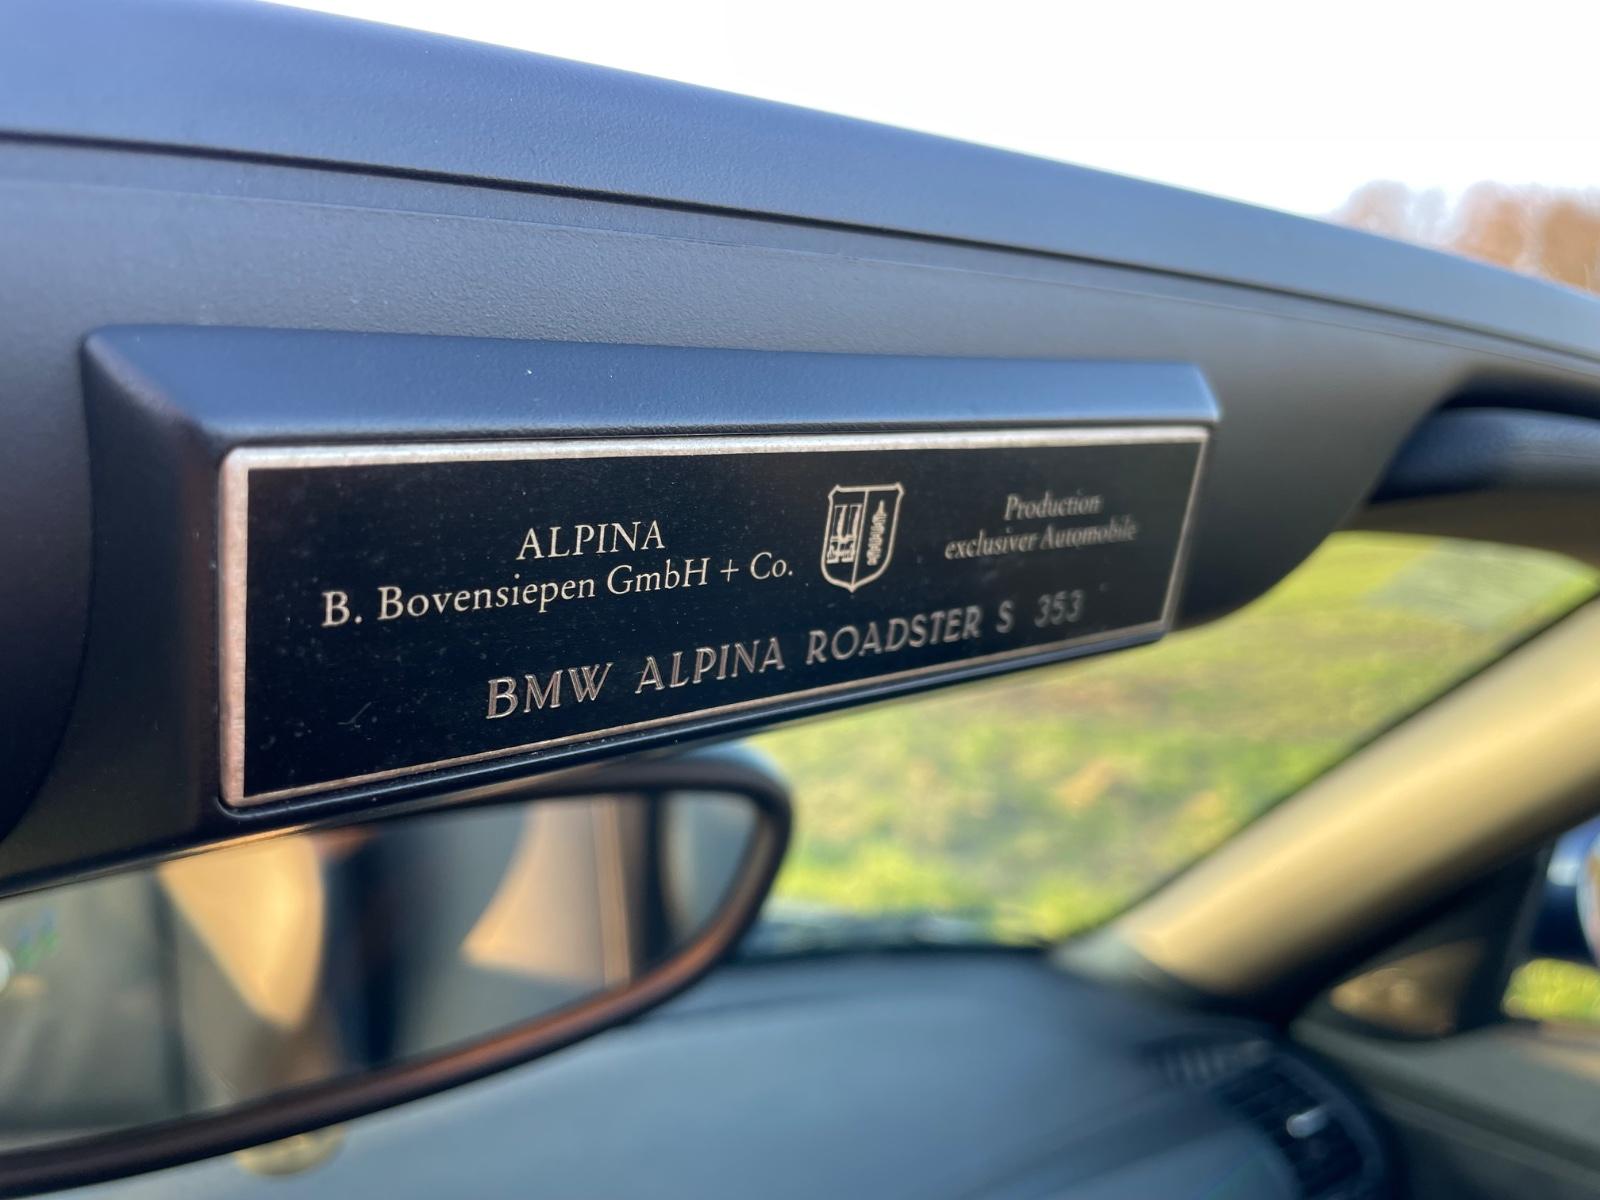 ALPINA
B. Bovensiepen GmbH + Co.
Production
exclusiver Automobile
BMW ALPINA ROADSTER S 353